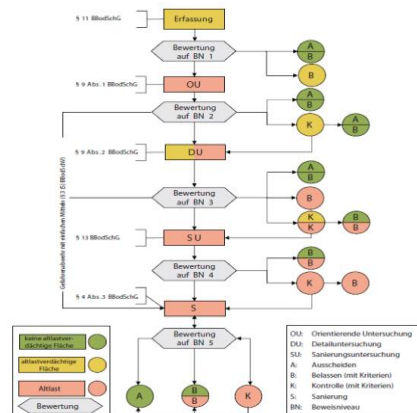 § 11 BBodSchG
Erfassung
Bewertung
auf BN 1
A
B
B
§ 9 Abs. 1 BBodSchG
OU
Bewertung
auf BN 2
A
B
K
A
B
§ 9 Abs. 2 BBodSchG
DU
Bewertung
auf BN 3
A
B
B
K
K
B
B
§ 13 BBodSchG
SU
Bewertung
auf BN 4
B
B
K
B
§ 4 Abs. 3 BBodSchG
S
Bewertung
auf BN 5
A
B
B
K
keine altlastver-
dächtige Fläche
altlastverdächtige
Fläche
Altlast
Bewertung
OU: Orientierende Untersuchung
DU: Detailuntersuchung
SU: Sanierungsuntersuchung
A: Ausscheiden
B: Belassen (mit Kriterien)
K: Kontrolle (mit Kriterien)
S: Sanierung
BN: Beweisniveau